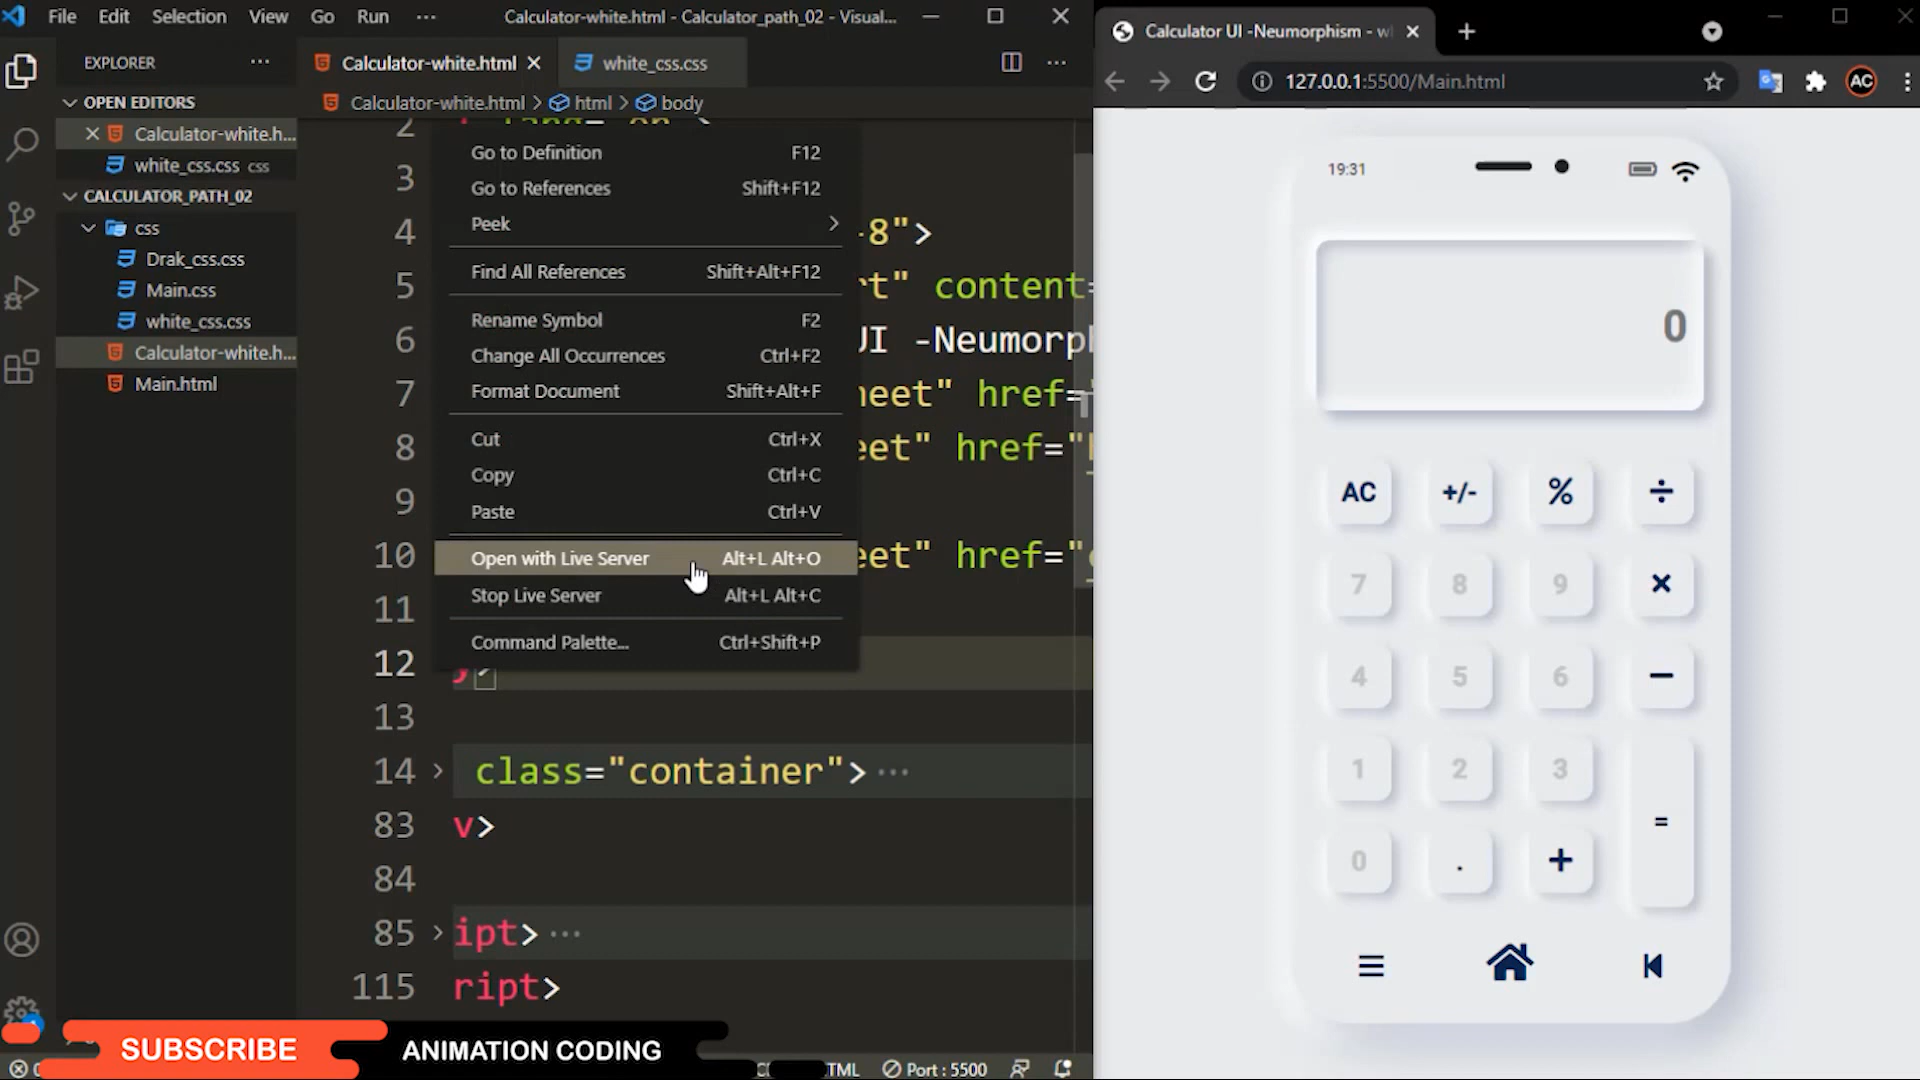 File Edit Selection View Go Run ··· Calculator-white.html - Calculator_path_02 - Visual...
EXPLORER ···
OPEN EDITORS
Calculator-white.h...
white_css.css css
CALCULATOR_PATH_02
css
Drak_css.css
Main.css
white_css.css
Calculator-white.h...
Main.html
Calculator-white.html white_css.css ···
Calculator-white.html > html > body
2
3
4 -8">
5 rt" content=
6 UI -Neumorph
7 href=
8 eet" href="
9
10 eet" href="
11
12
13
14 class="container"> ···
83 v>
84
85 ipt> ···
115 ript>
Go to Definition F12
Go to References Shift+F12
Peek
Find All References Shift+Alt+F12
Rename Symbol F2
Change All Occurrences Ctrl+F2
Format Document Shift+Alt+F
Cut Ctrl+X
Copy Ctrl+C
Paste Ctrl+V
Open with Live Server Alt+L Alt+O
Stop Live Server Alt+L Alt+C
Command Palette... Ctrl+Shift+P
SUBSCRIBE ANIMATION CODING
TML Port : 5500
Calculator UI -Neumorphism - w
127.0.0.1:5500/Main.html AC
19:31
0
AC +/- % ÷
7 8 9 ×
4 5 6 −
1 2 3
=
0 . +